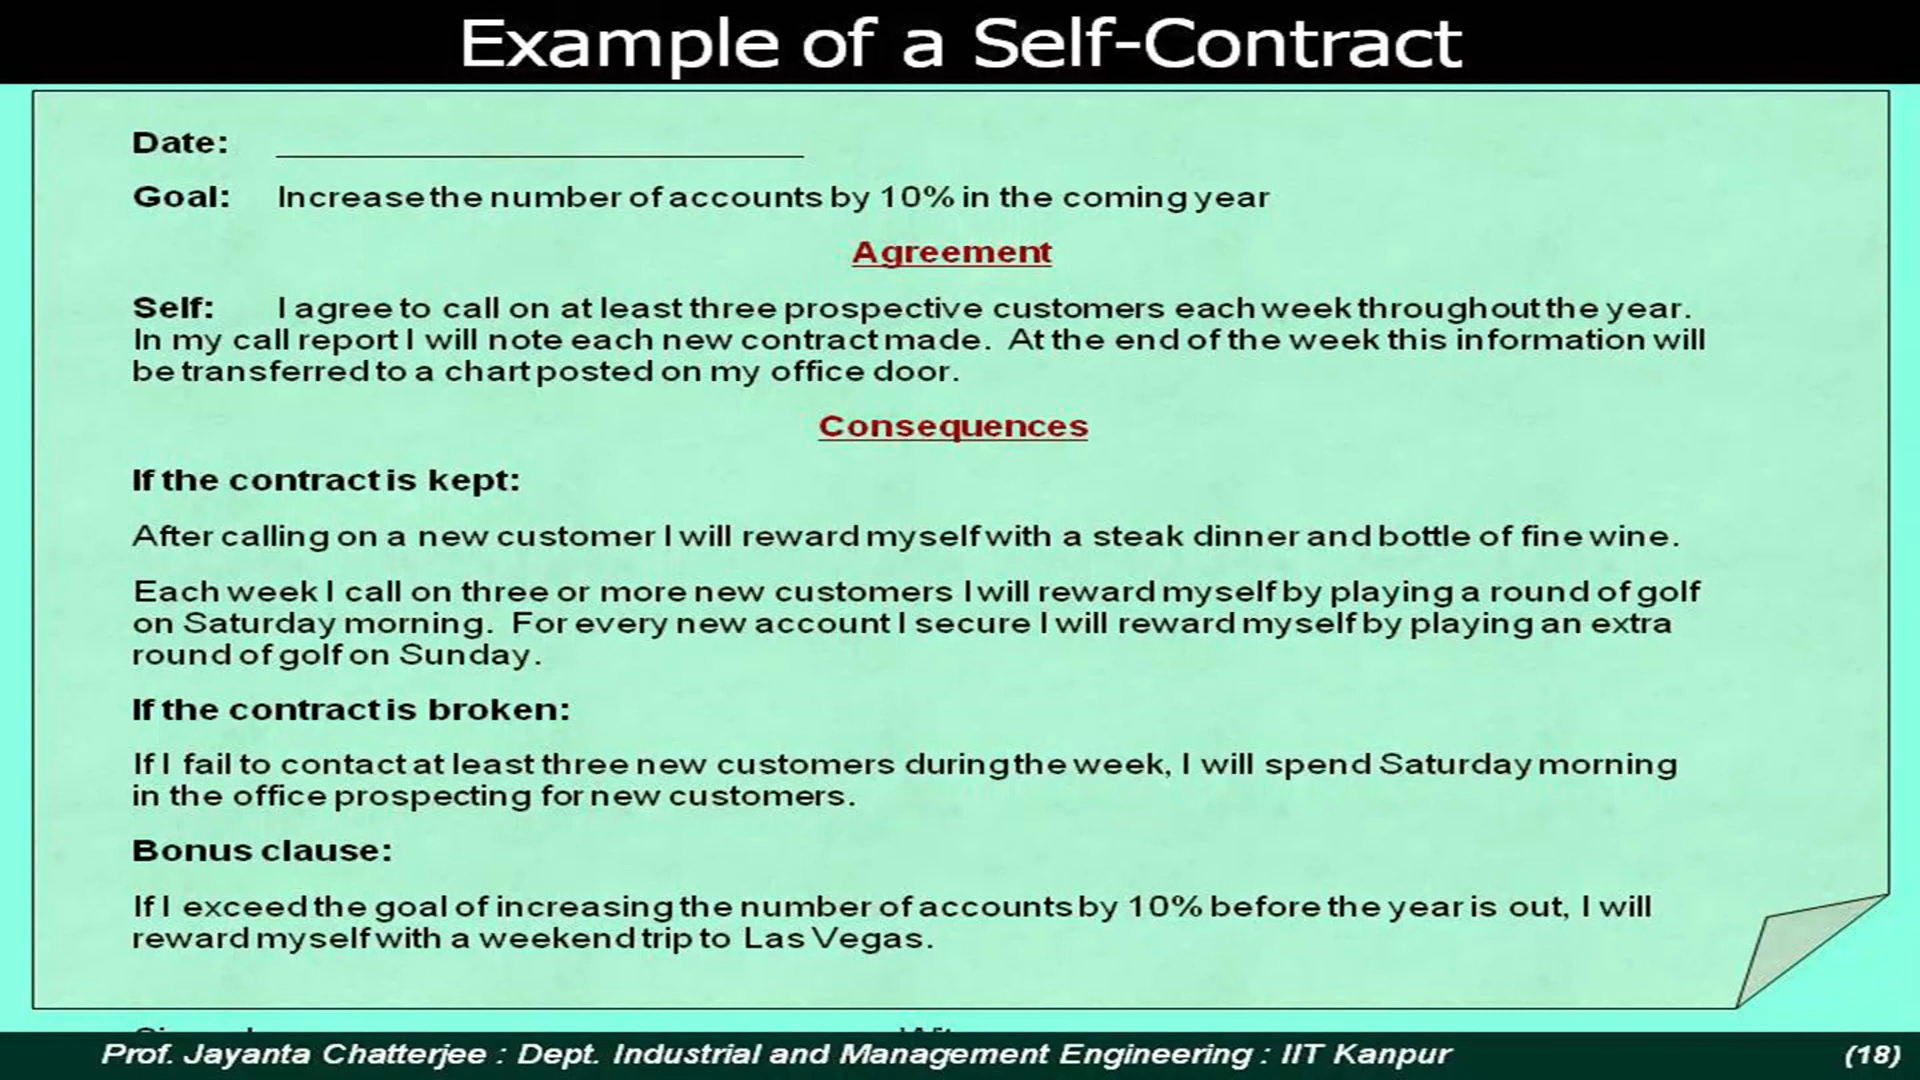 Example of a Self-Contract
Date:
Goal: Increase the number of accounts by 10% in the coming year
Agreement
Self: I agree to call on at least three prospective customers each week throughout the year.
In my call report I will note each new contract made. At the end of the week this information will
be transferred to a chart posted on my office door.
Consequences
If the contract is kept:
After calling on a new customer I will reward myself with a steak dinner and bottle of fine wine.
Each week I call on three or more new customers I will reward myself by playing a round of golf
on Saturday morning. For every new account I secure I will reward myself by playing an extra
round of golf on Sunday.
If the contract is broken:
If I fail to contact at least three new customers during the week, I will spend Saturday morning
in the office prospecting for new customers.
Bonus clause:
If I exceed the goal of increasing the number of accounts by 10% before the year is out, I will
reward myself with a weekend trip to Las Vegas.
Prof. Jayanta Chatterjee : Dept. Industrial and Management Engineering : IIT Kanpur (18)